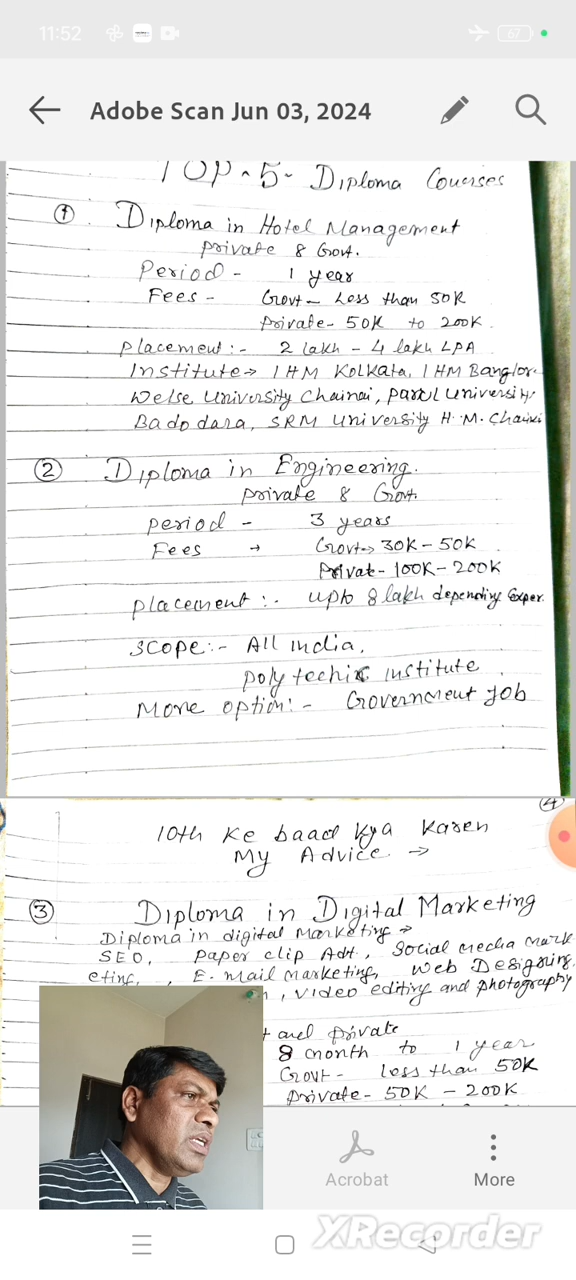 11:52
67
Adobe Scan Jun 03, 2024
TOP-5- Diploma Courses
① Diploma in Hotel Management
private & Govt.
Period - 1 year
Fees - Govt- Less than 50K
Private- 50K to 200K.
Placement:- 2 lakh - 4 lakh LPA
Institute→ IHM Kolkata, IHM Banglore
Welse University Chainai, Parul University
Badodara, SRM University H.M. Chainai
② Diploma in Engineering.
private & Govt.
Period - 3 years
Fees → Govt→ 30K-50K
Privat- 100K-200K
Placement:- upto 8 lakh depending Exper.
Scope:- All india,
poly techic institute
More option:- Government job
④
10th Ke baad kya Karen
My Advice →
③ Diploma in Digital Marketing
Diploma in digital marketing →
SEO, Paper clip Adt, Social media mark
eting, E-mail marketing, Web Designing,
, video editing and photography
and private
8 month to 1 year
Govt- less than 50K
Private- 50K - 200K
Acrobat
More
XRecorder